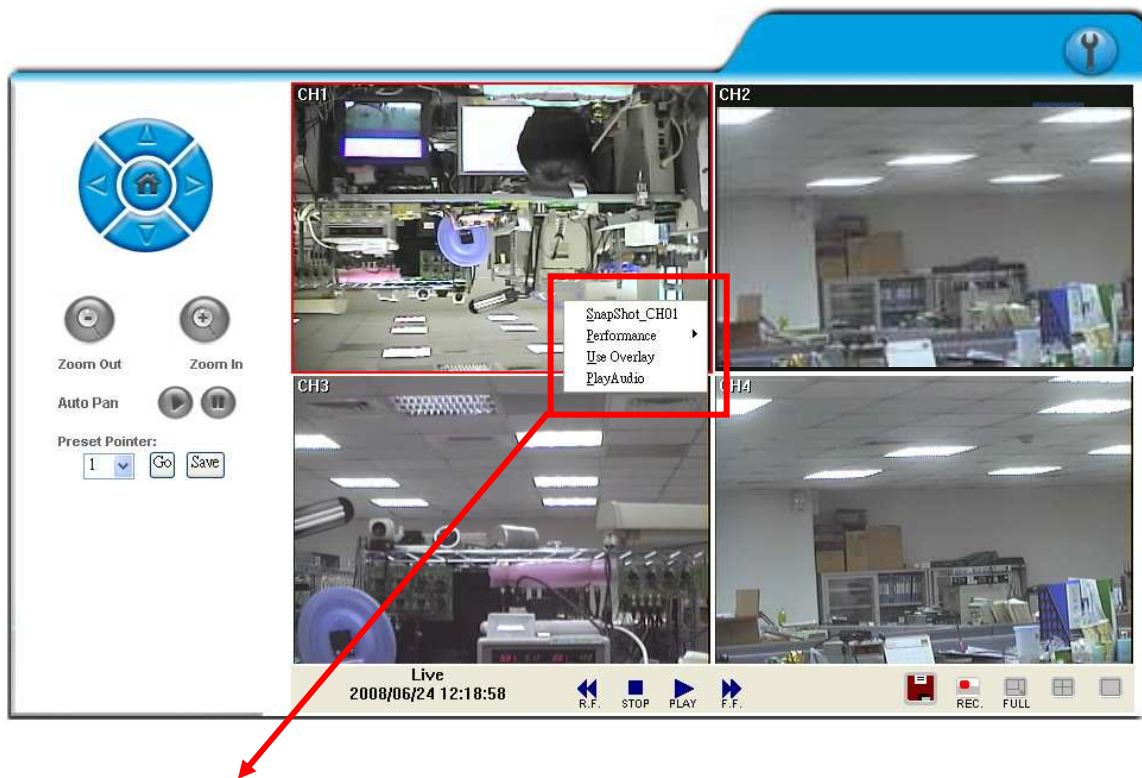 CH1
CH2
SnapShot_CH01
Performance
Use Overlay
PlayAudio
Zoom Out
Zoom In
Auto Pan
Preset Pointer:
1
Go
Save
CH3
CH4
Live
2008/06/24 12:18:58
R.F.
STOP
PLAY
F.F.
REC.
FULL